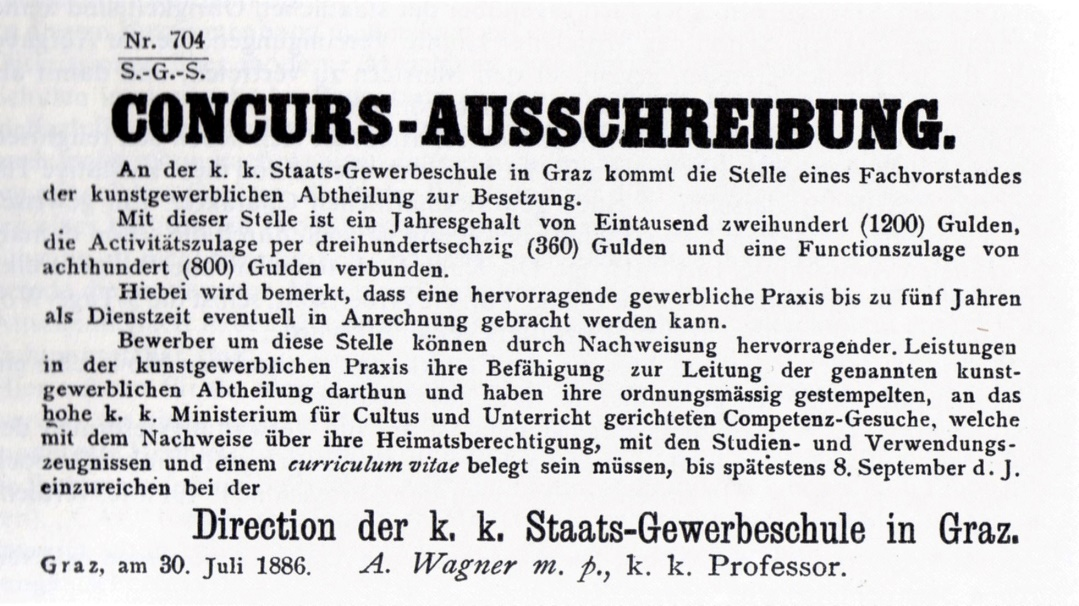 Nr. 704
S.-G.-S.
CONCURS-AUSSCHREIBUNG.
An der k. k. Staats-Gewerbeschule in Graz kommt die Stelle eines Fachvorstandes
der kunstgewerblichen Abtheilung zur Besetzung.
Mit dieser Stelle ist ein Jahresgehalt von Eintausend zweihundert (1200) Gulden,
die Activitätszulage per dreihundertsechzig (360) Gulden und eine Functionszulage von
achthundert (800) Gulden verbunden.
Hiebei wird bemerkt, dass eine hervorragende gewerbliche Praxis bis zu fünf Jahren
als Dienstzeit eventuell in Anrechnung gebracht werden kann.
Bewerber um diese Stelle können durch Nachweisung hervorragender. Leistungen
in der kunstgewerblichen Praxis ihre Befähigung zur Leitung der genannten kunst-
gewerblichen Abtheilung darthun und haben ihre ordnungsmässig gestempelten, an das
hohe k. k. Ministerium für Cultus und Unterricht gerichteten Competenz-Gesuche, welche
mit dem Nachweise über ihre Heimatsberechtigung, mit den Studien- und Verwendungs-
zeugnissen und einem curriculum vitae belegt sein müssen, bis spätestens 8. September d. J.
einzureichen bei der
Direction der k. k. Staats-Gewerbeschule in Graz.
Graz, am 30. Juli 1886. A. Wagner m. p., k. k. Professor.